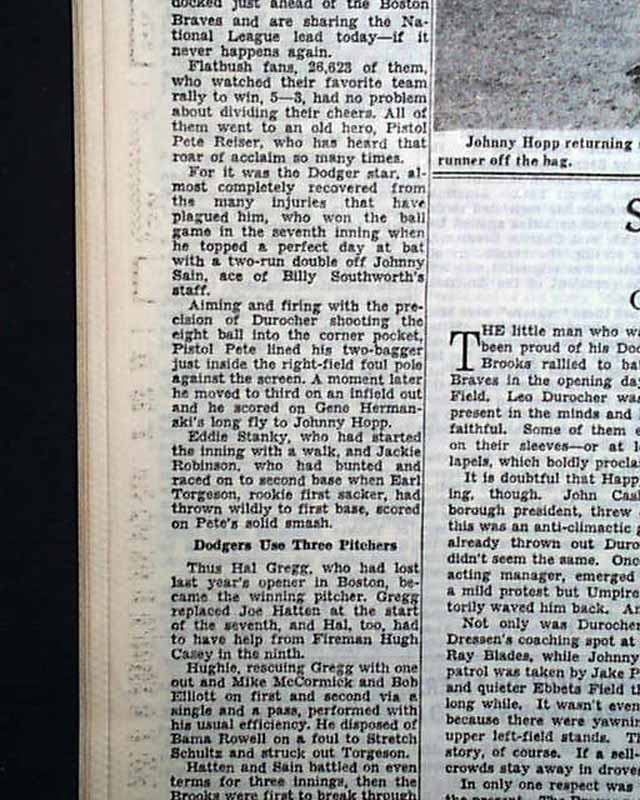 docked just ahead of the Boston
Braves and are sharing the Na-
tional League lead today—if it
never happens again.
Flatbush fans, 26,623 of them,
who watched their favorite team
rally to win, 5—3, had no problem
about dividing their cheers. All of
them went to an old hero, Pistol
Pete Reiser, who has heard that
roar of acclaim so many times.
For it was the Dodger star, al-
most completely recovered from
the many injuries that have
plagued him, who won the ball
game in the seventh inning when
he topped a perfect day at bat
with a two-run double off Johnny
Sain, ace of Billy Southworth's
staff.
Aiming and firing with the pre-
cision of Durocher shooting the
eight ball into the corner pocket,
Pistol Pete lined his two-bagger
just inside the right-field foul pole
against the screen. A moment later
he moved to third on an infield out
and he scored on Gene Herman-
ski's long fly to Johnny Hopp.
Eddie Stanky, who had started
the inning with a walk, and Jackie
Robinson, who had bunted and
raced on to second base when Earl
Torgeson, rookie first sacker, had
thrown wildly to first base, scored
on Pete's solid smash.
Dodgers Use Three Pitchers
Thus Hal Gregg, who had lost
last year's opener in Boston, be-
came the winning pitcher. Gregg
replaced Joe Hatten at the start
of the seventh, and Hal, too, had
to have help from Fireman Hugh
Casey in the ninth.
Hughie, rescuing Gregg with one
out and Mike McCormick and Bob
Elliott on first and second via a
single and a pass, performed with
his usual efficiency. He disposed of
Bama Rowell on a foul to Stretch
Schultz and struck out Torgeson.
Hatten and Sain battled on even
terms for three innings, then the
Brooks were first to break through
Johnny Hopp returning
runner off the bag.
S
THE little man who w
been proud of his Do
Brooks rallied to ba
Braves in the opening da
Field. Leo Durocher was
present in the minds and
faithful. Some of them e
on their sleeves—or at l
lapels, which boldly procla
It is doubtful that Happ
ing, though. John Cas
borough president, threw
this was an anti-climactic
already thrown out Duro
didn't seem the same. Onc
acting manager, emerged
a mild protest but Umpire
torily waved him back. A
Not only was Durocher
Dressen's coaching spot at
Ray Blades, while Johnny
patrol was taken by Jake P
and quieter Ebbets Field th
long while. It wasn't even
because there were yawni
upper left-field stands. T
story, of course. If a sell-
crowds stay away in drove
In only one respect was